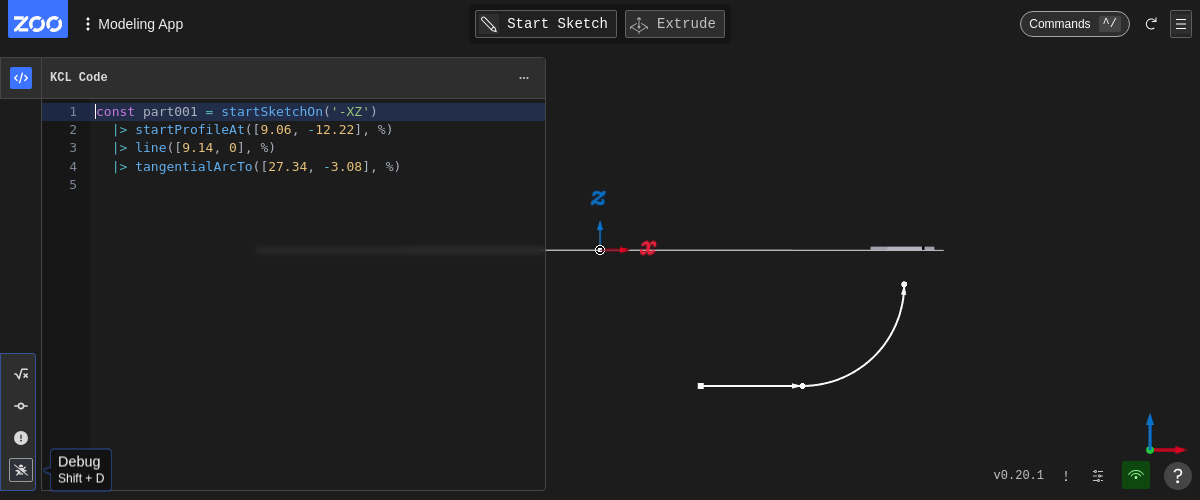 ZOO
Modeling App
Start Sketch
Extrude
Commands ^/
KCL Code
1 const part001 = startSketchOn('-XZ')
2 |> startProfileAt([9.06, -12.22], %)
3 |> line([9.14, 0], %)
4 |> tangentialArcTo([27.34, -3.08], %)
5
z
x
Debug
Shift + D
v0.20.1
!
?